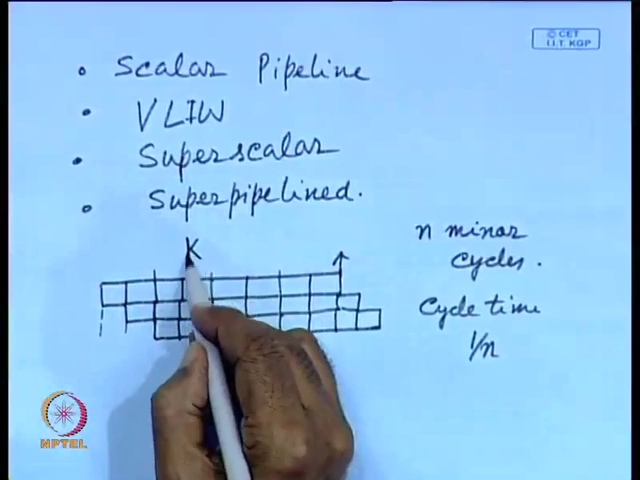 © CET
I.I.T. KGP
• Scalar Pipeline
• VLIW
• Superscalar
• Superpipelined.
K
n minor
cycles.
Cycle time
1/n
NPTEL